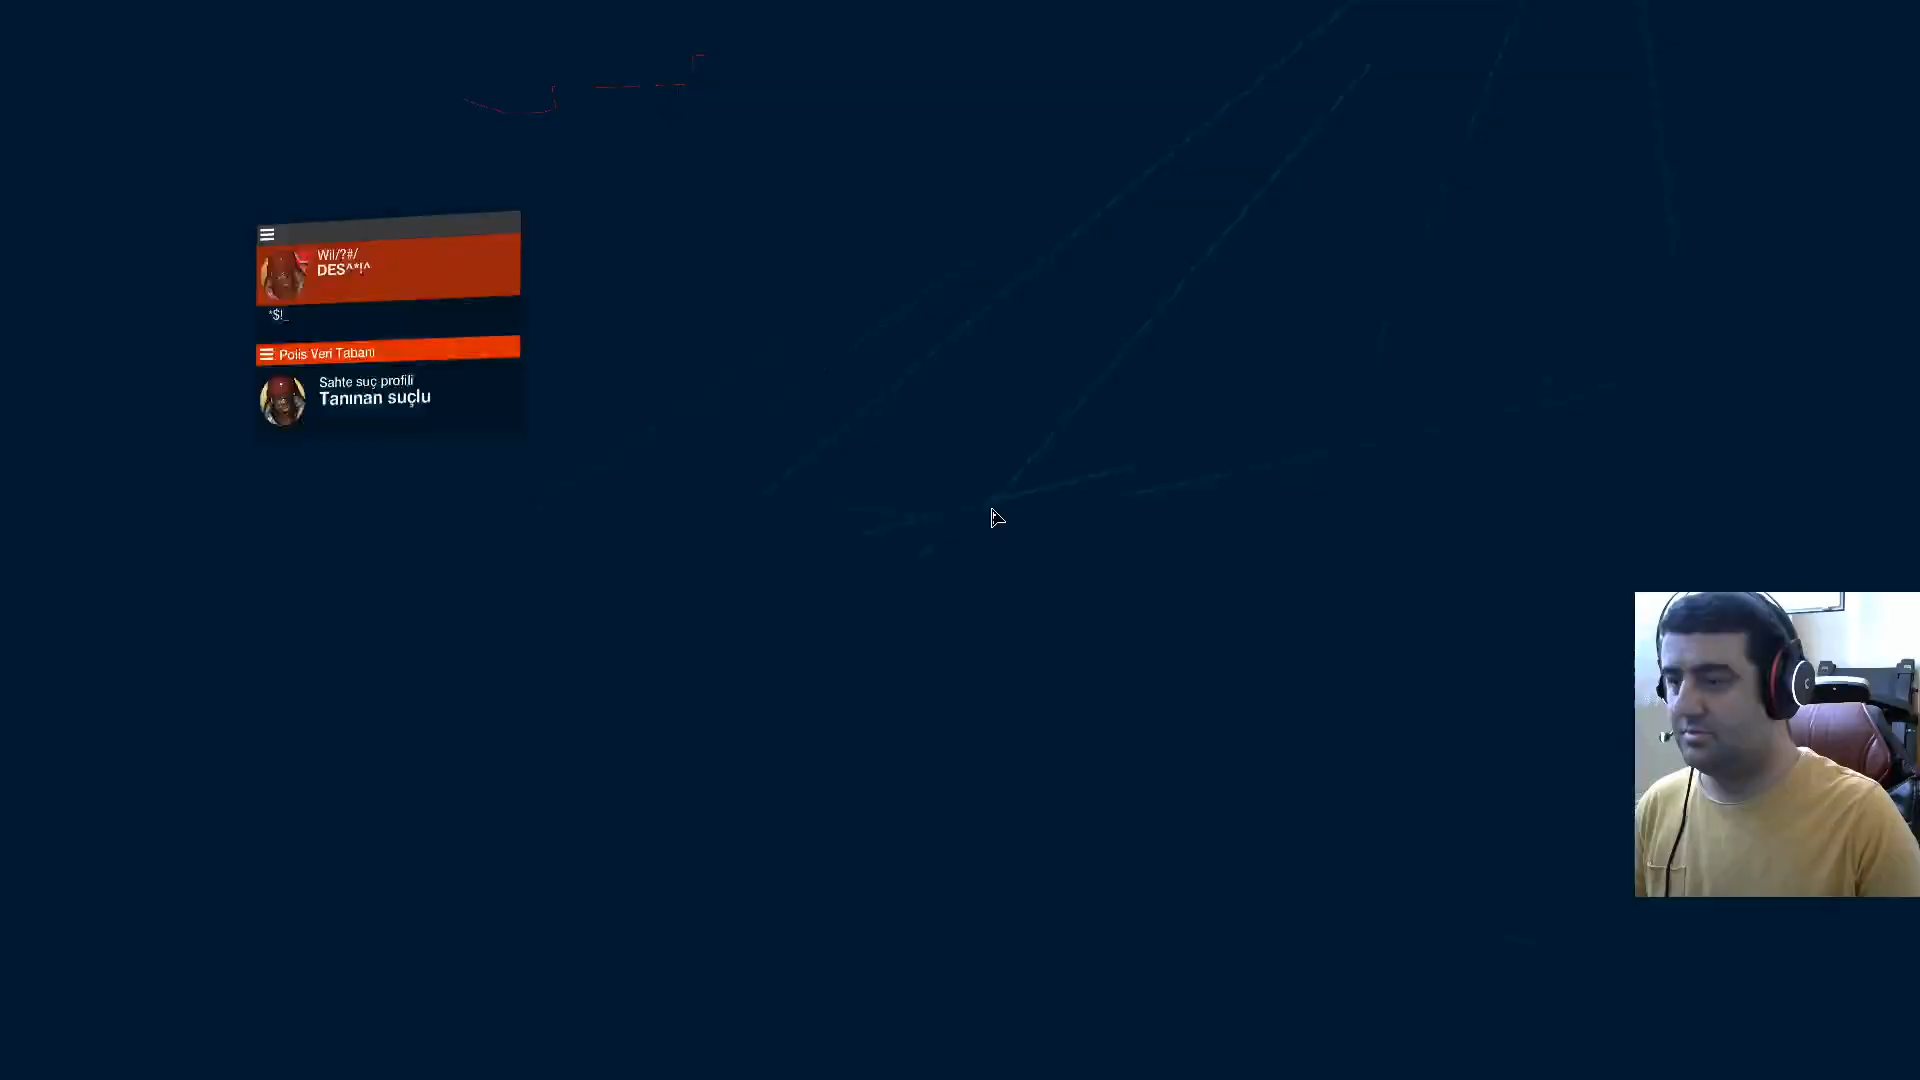 Wil/?#/
DES^*!^
*$!_
Polis Veri Tabanı
Sahte suç profili
Tanınan suçlu